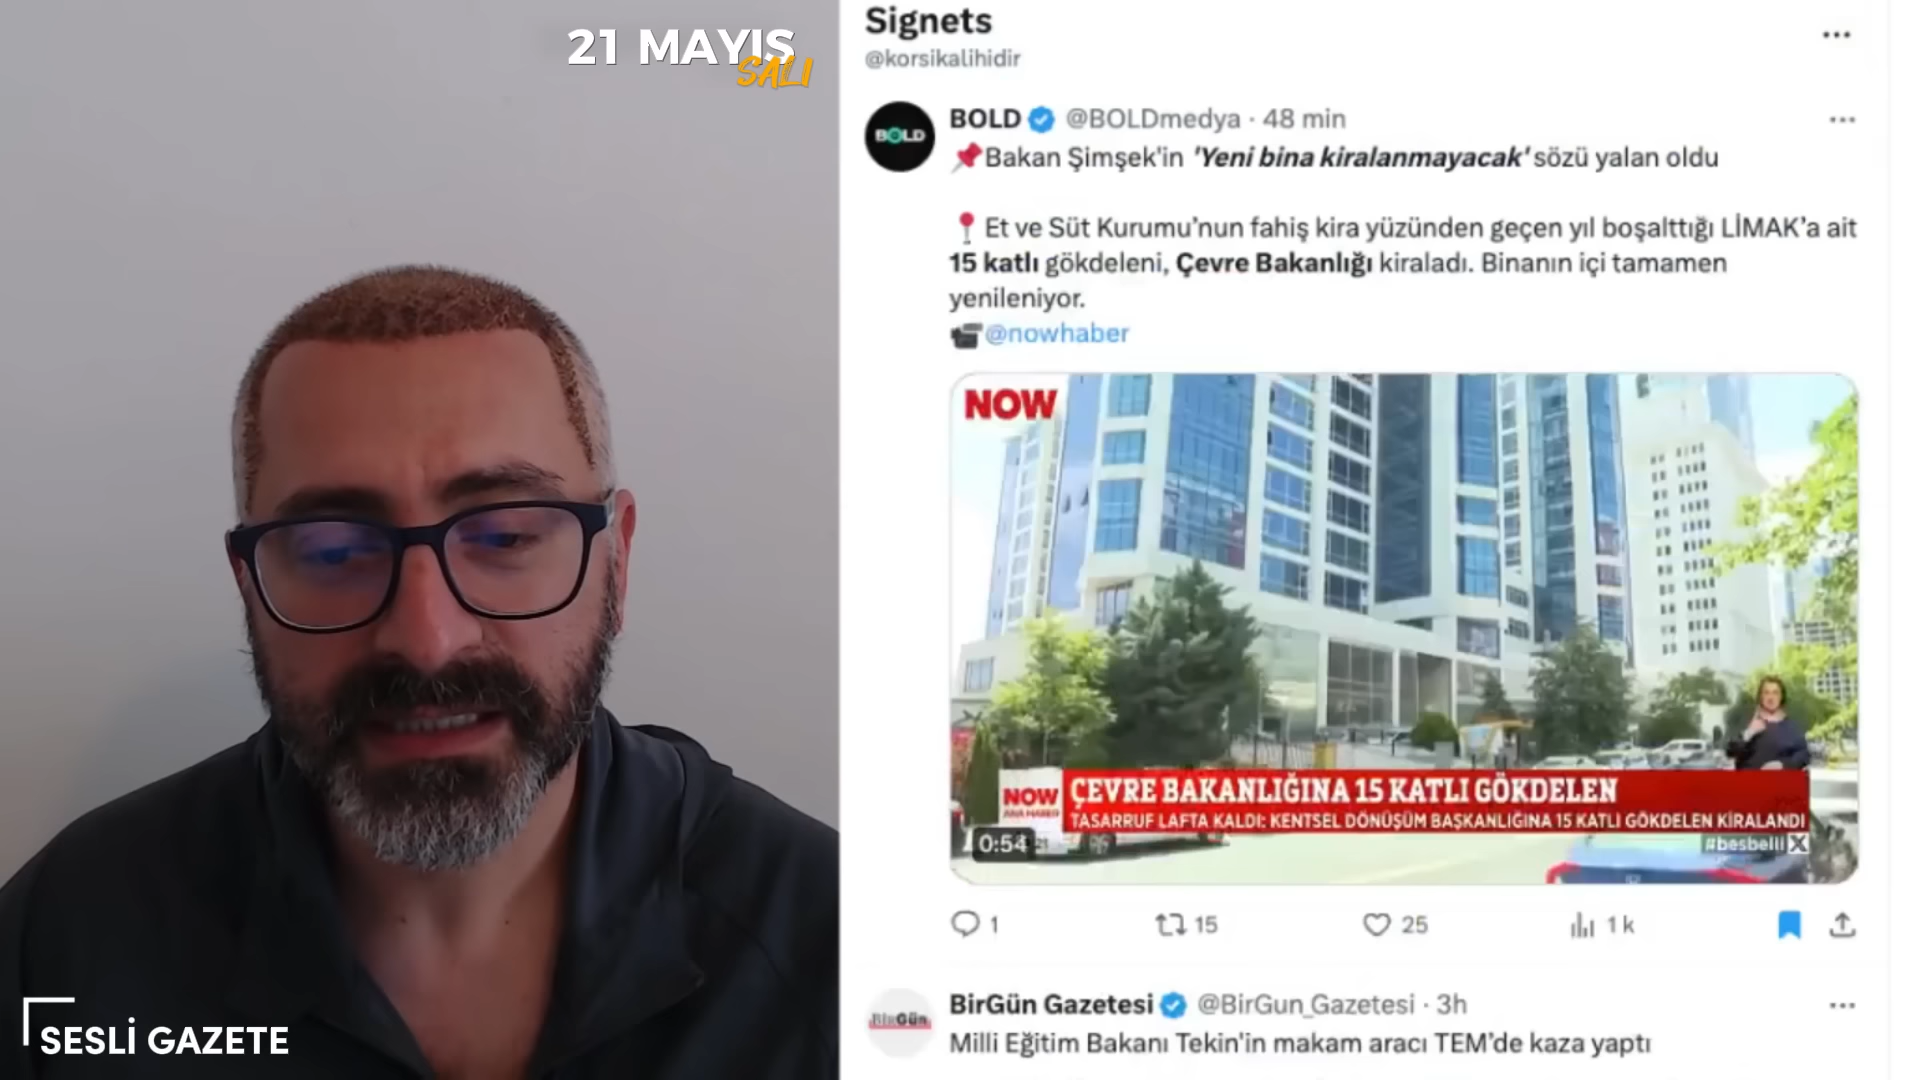 21 MAYIS
SALI
Signets
@korsikalihidir
BOLD
BOLD @BOLDmedya · 48 min
Bakan Şimşek'in 'Yeni bina kiralanmayacak' sözü yalan oldu
Et ve Süt Kurumu’nun fahiş kira yüzünden geçen yıl boşalttığı LİMAK’a ait
15 katlı gökdeleni, Çevre Bakanlığı kiraladı. Binanın içi tamamen
yenileniyor.
@nowhaber
NOW
NOW
ANA HABER
ÇEVRE BAKANLIĞINA 15 KATLI GÖKDELEN
TASARRUF LAFTA KALDI: KENTSEL DÖNÜŞÜM BAŞKANLIĞINA 15 KATLI GÖKDELEN KİRALANDI
0:54
#besbelli X
1 15 25 1 k
BirGün
BirGün Gazetesi @BirGun_Gazetesi · 3h
Milli Eğitim Bakanı Tekin'in makam aracı TEM’de kaza yaptı
SESLİ GAZETE